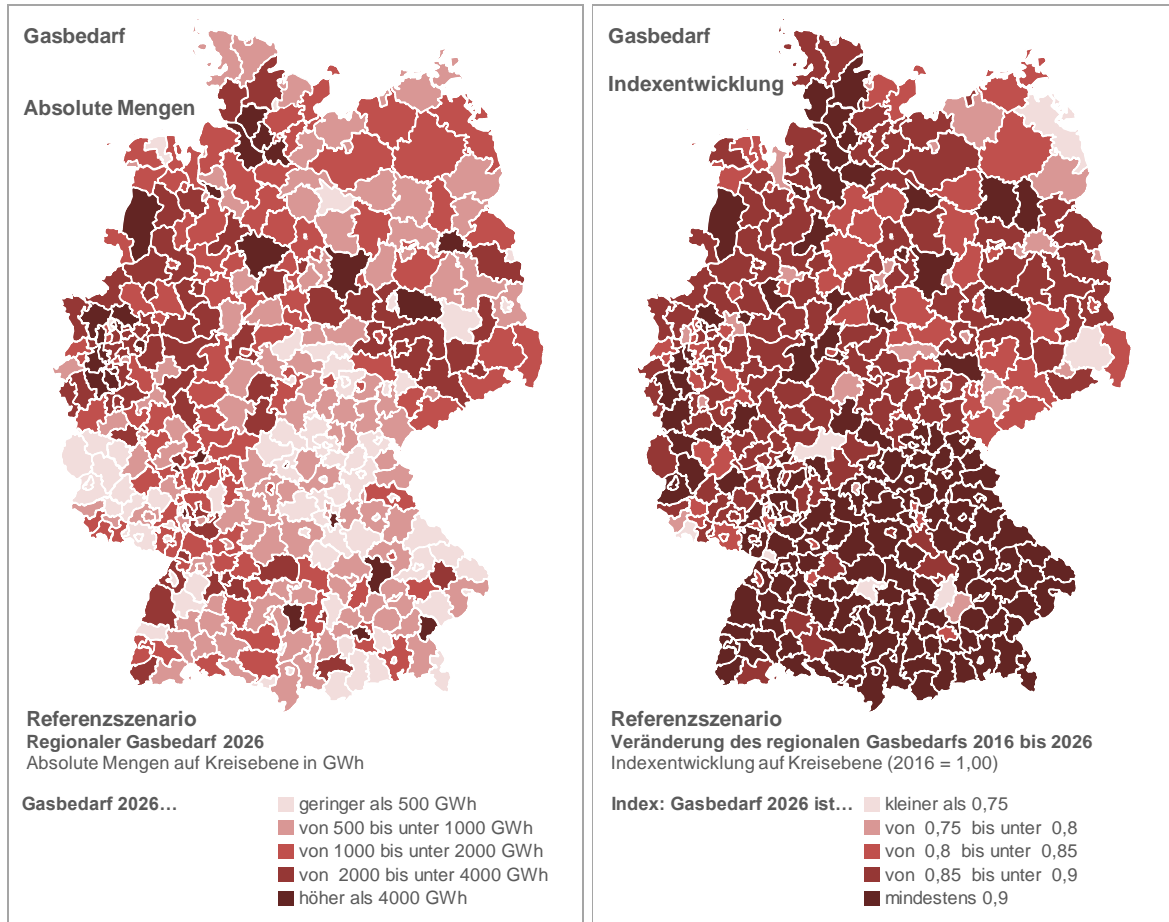 Gasbedarf
Absolute Mengen
Referenzszenario
Regionaler Gasbedarf 2026
Absolute Mengen auf Kreisebene in GWh
Gasbedarf 2026...
geringer als 500 GWh
von 500 bis unter 1000 GWh
von 1000 bis unter 2000 GWh
von 2000 bis unter 4000 GWh
höher als 4000 GWh
Gasbedarf
Indexentwicklung
Referenzszenario
Veränderung des regionalen Gasbedarfs 2016 bis 2026
Indexentwicklung auf Kreisebene (2016 = 1,00)
Index: Gasbedarf 2026 ist...
kleiner als 0,75
von 0,75 bis unter 0,8
von 0,8 bis unter 0,85
von 0,85 bis unter 0,9
mindestens 0,9